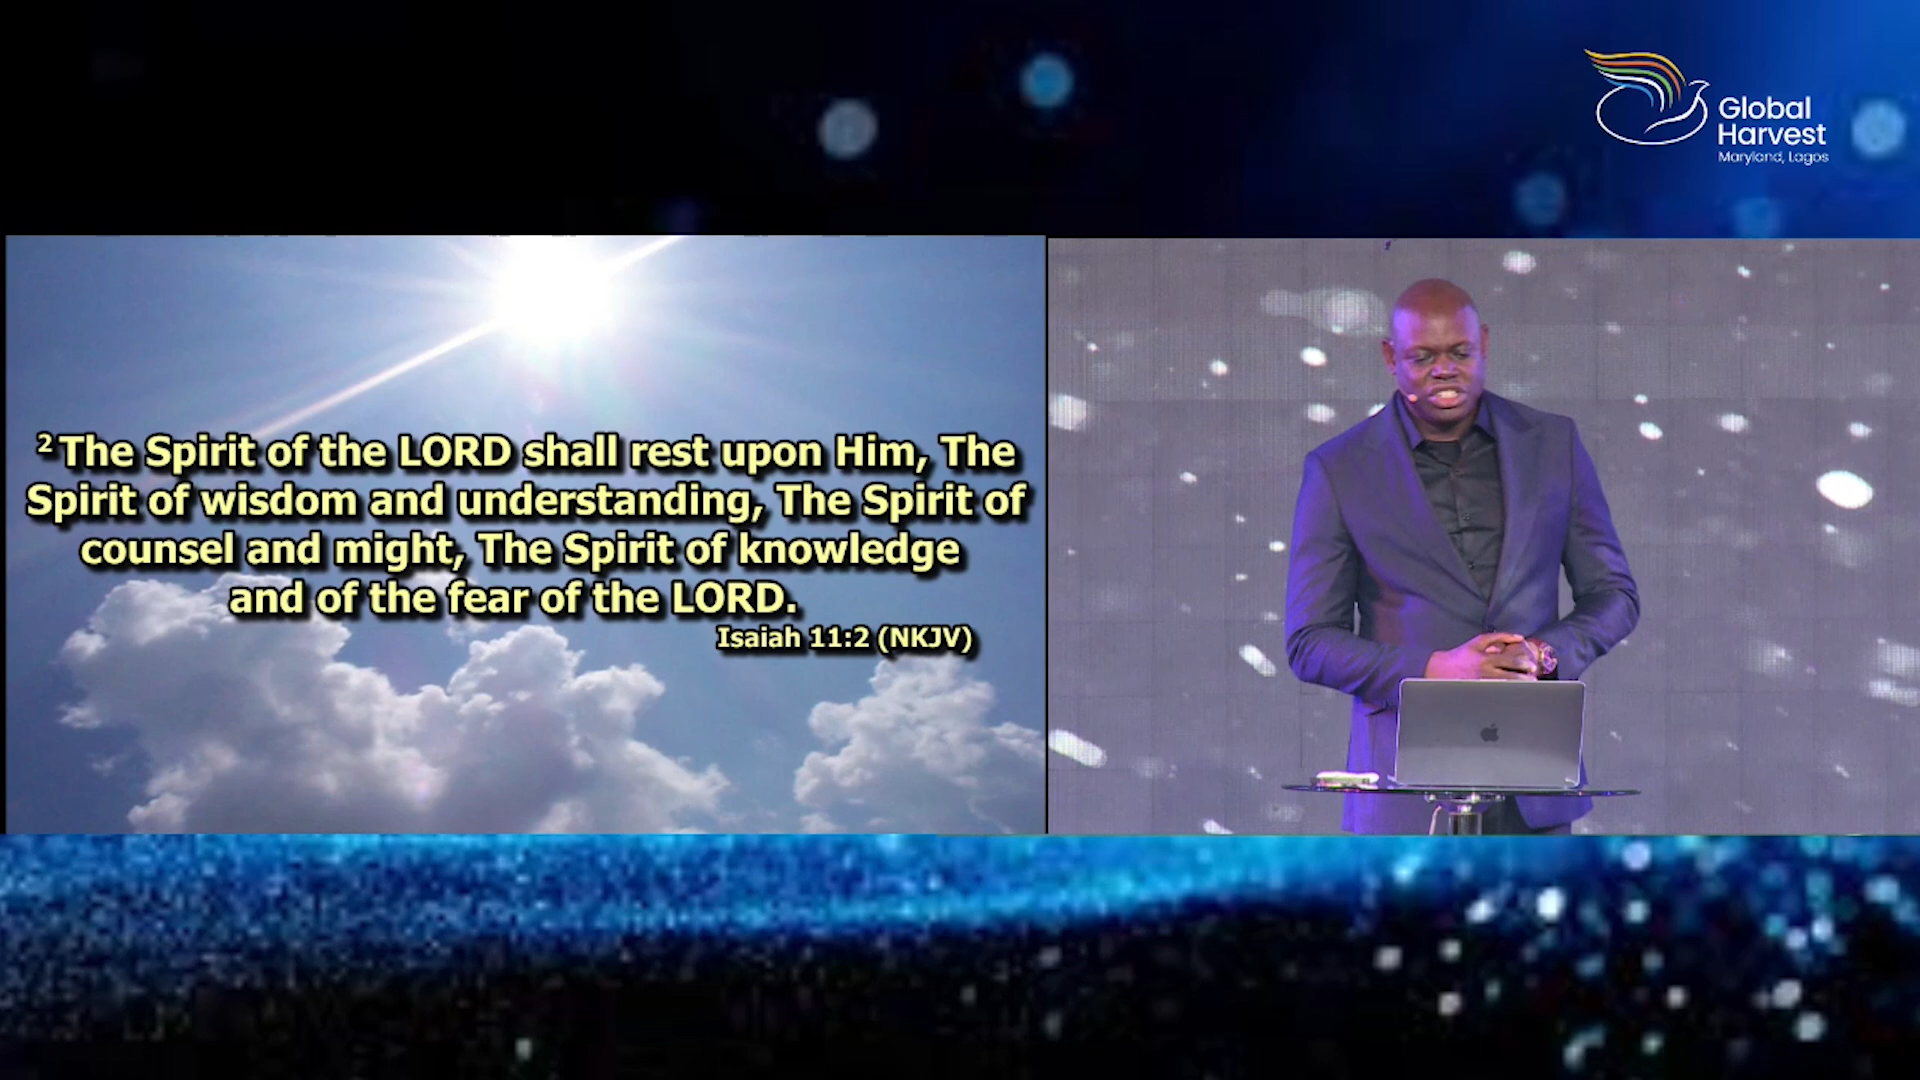 Global
Harvest
Maryland, Lagos
2 The Spirit of the LORD shall rest upon Him, The
Spirit of wisdom and understanding, The Spirit of
counsel and might, The Spirit of knowledge
and of the fear of the LORD.
Isaiah 11:2 (NKJV)